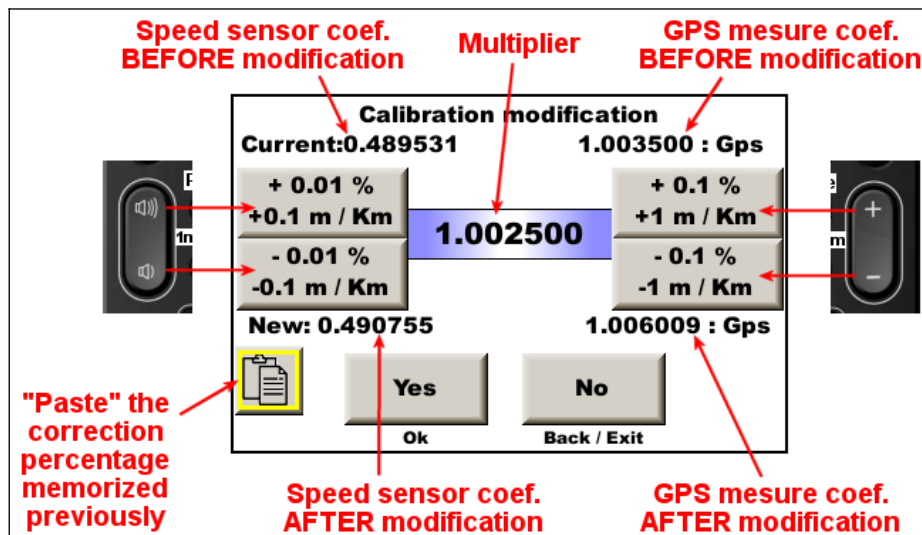 Speed sensor coef.
BEFORE modification
Multiplier
GPS mesure coef.
BEFORE modification
Calibration modification
Current:0.489531
1.003500 : Gps
+ 0.01 %
+0.1 m / Km
+ 0.1 %
+1 m / Km
1.002500
- 0.01 %
-0.1 m / Km
- 0.1 %
-1 m / Km
New: 0.490755
1.006009 : Gps
Yes
No
Ok
Back / Exit
"Paste" the
correction
percentage
memorized
previously
Speed sensor coef.
AFTER modification
GPS mesure coef.
AFTER modification